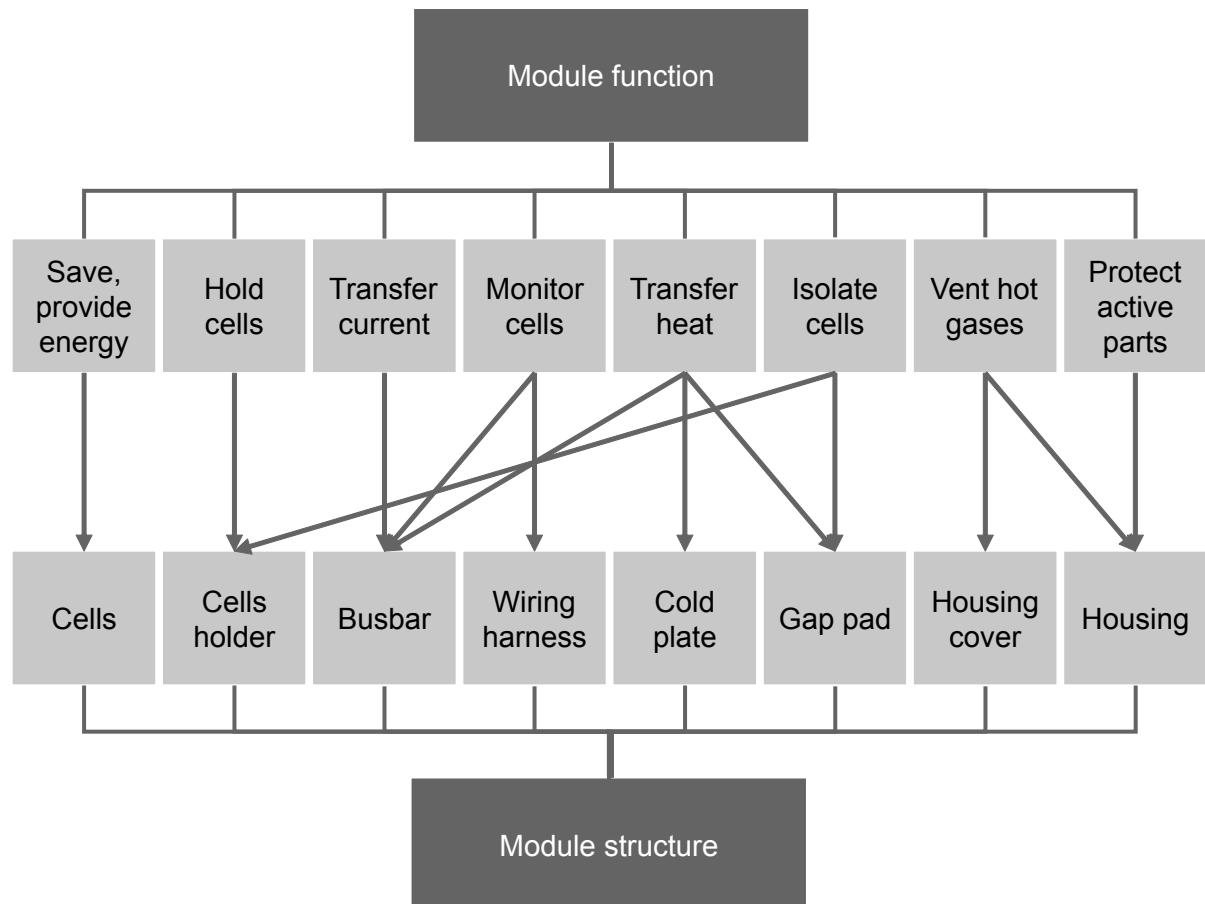 Module function
Save,
provide
energy
Hold
cells
Transfer
current
Monitor
cells
Transfer
heat
Isolate
cells
Vent hot
gases
Protect
active
parts
Cells
Cells
holder
Busbar
Wiring
harness
Cold
plate
Gap pad
Housing
cover
Housing
Module structure